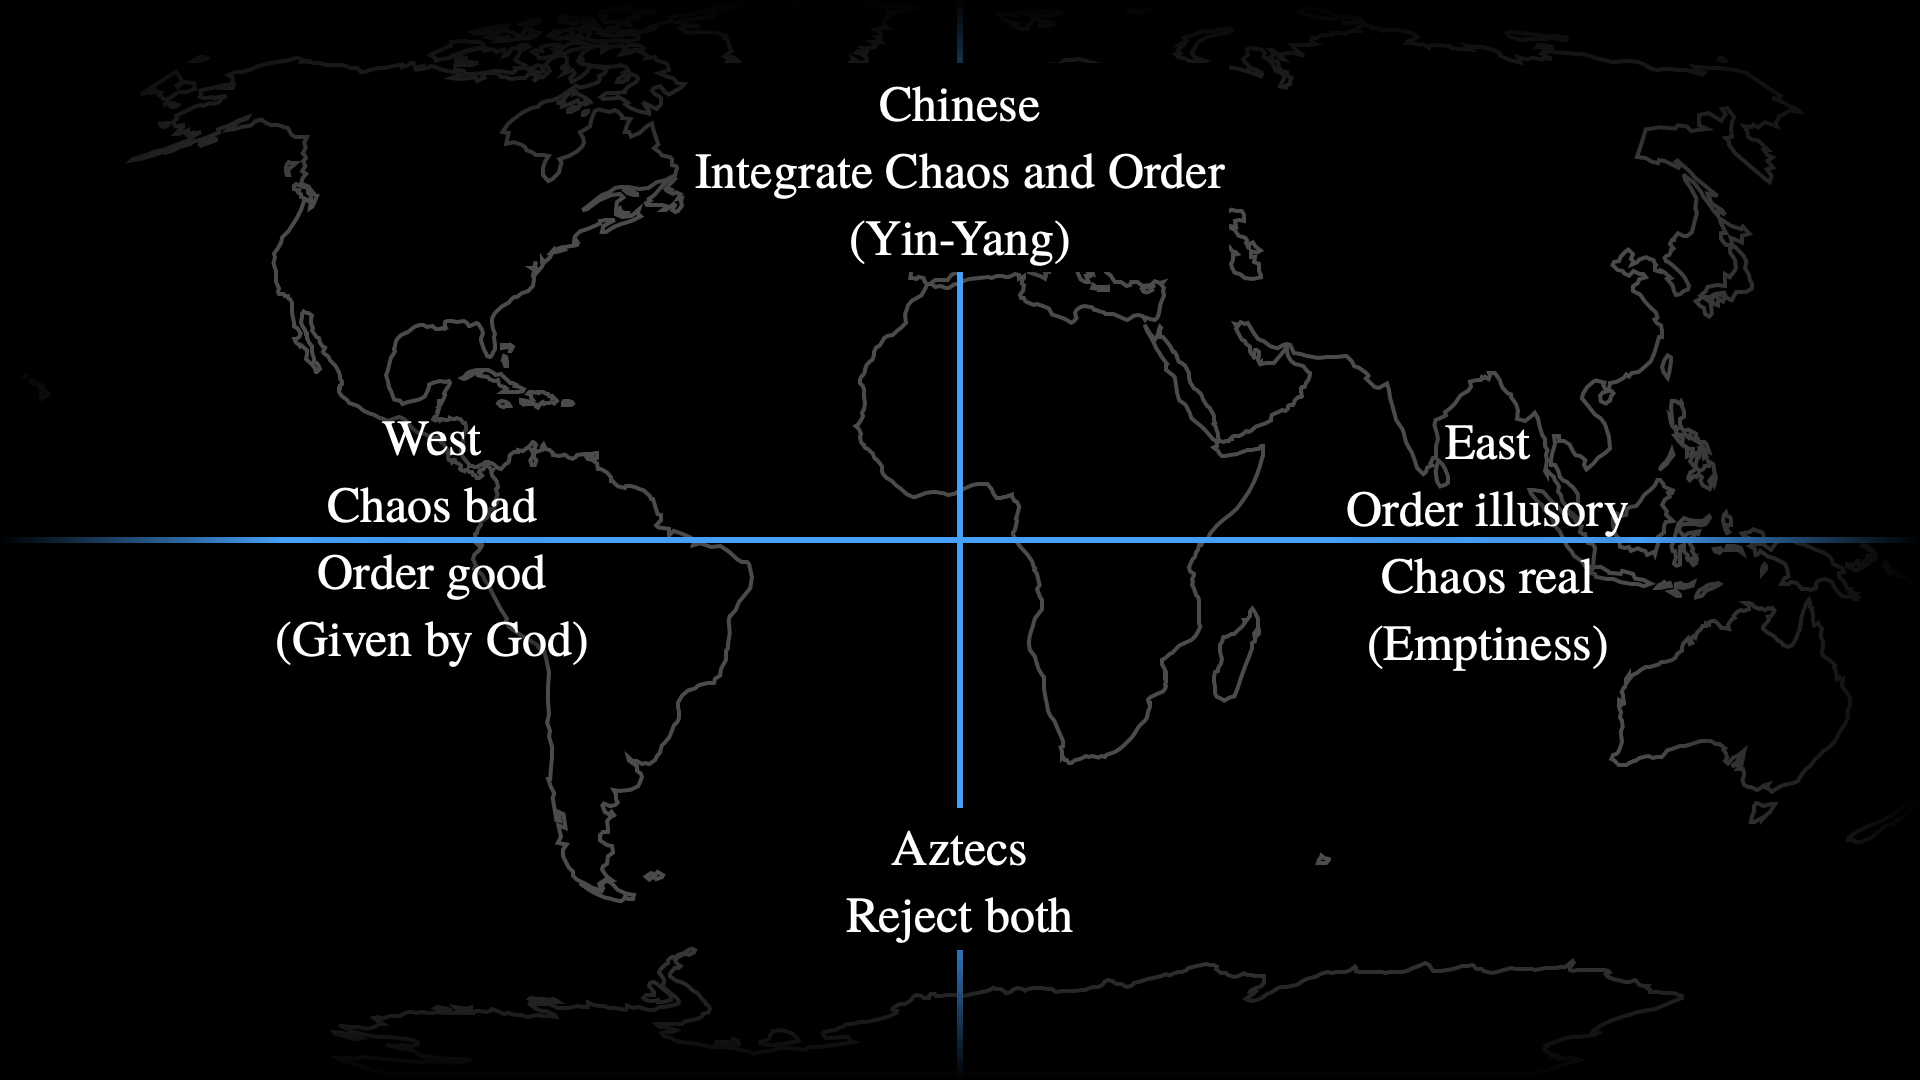 Chinese
Integrate Chaos and Order
(Yin-Yang)
West
Chaos bad
Order good
(Given by God)
East
Order illusory
Chaos real
(Emptiness)
Aztecs
Reject both